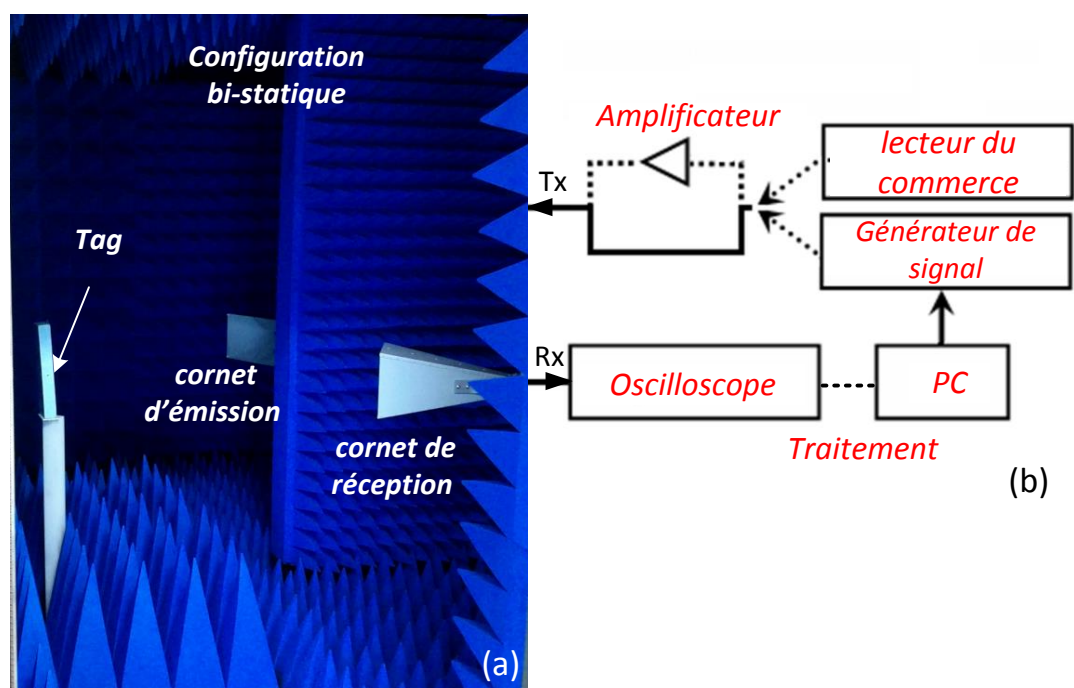 Configuration
bi-statique
Tag
cornet
d'émission
cornet de
réception
(a)
Amplificateur
lecteur du
commerce
Tx
Générateur de
signal
Rx
Oscilloscope
PC
Traitement
(b)